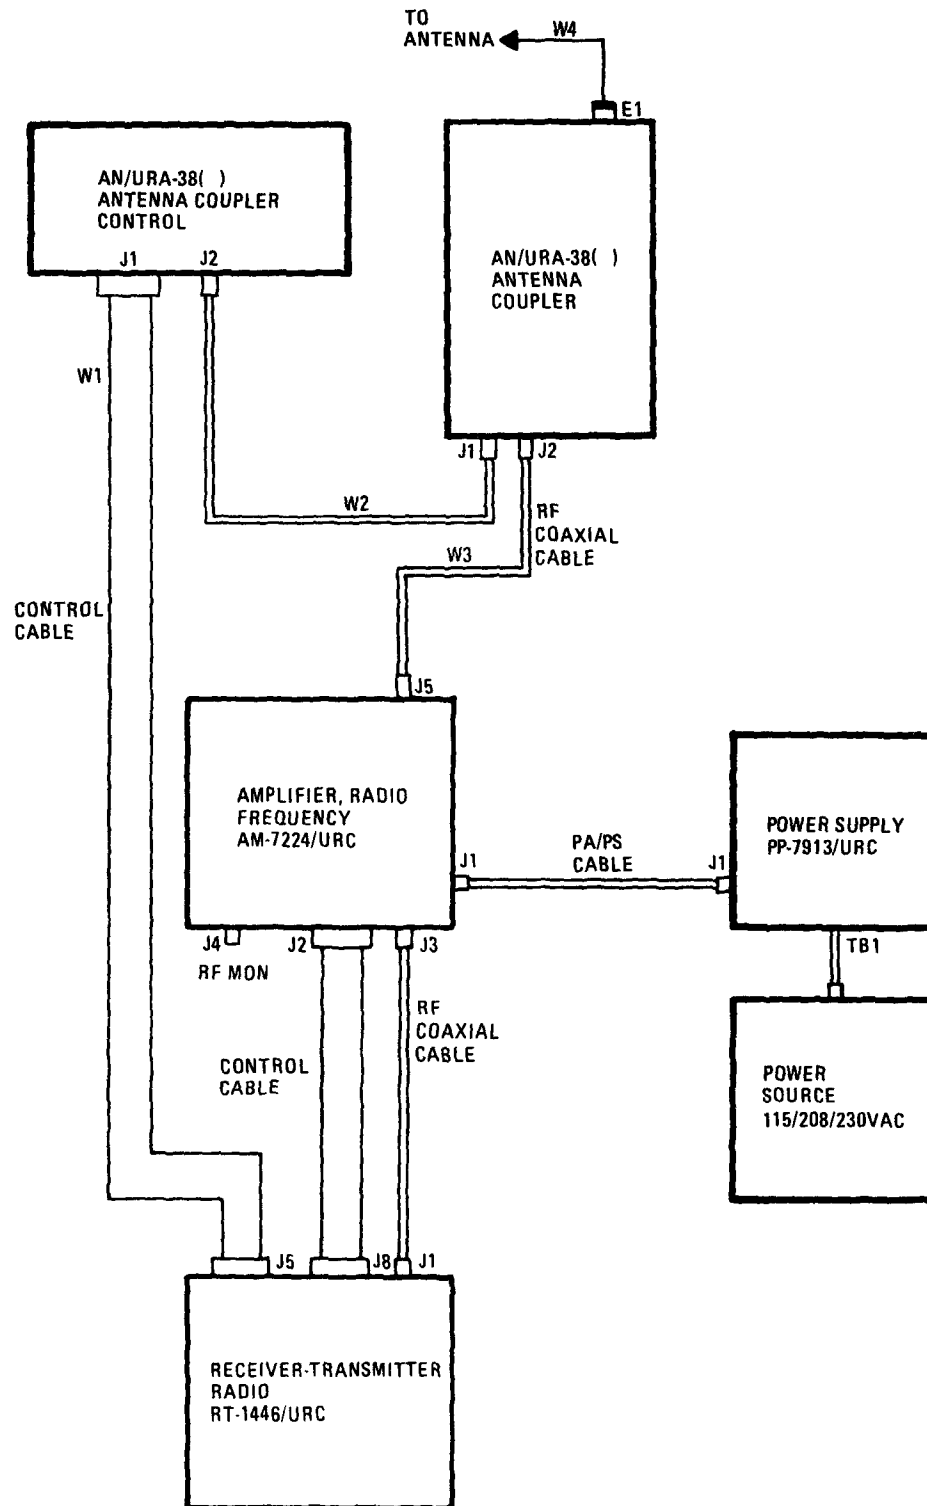 TO
ANTENNA
W4
E1
AN/URA-38( )
ANTENNA COUPLER
CONTROL
J1
J2
AN/URA-38( )
ANTENNA
COUPLER
J1
J2
W1
W2
RF
COAXIAL
CABLE
W3
CONTROL
CABLE
J5
AMPLIFIER, RADIO
FREQUENCY
AM-7224/URC
J1
PA/PS
CABLE
J1
POWER SUPPLY
PP-7913/URC
J4
RF MON
J2
J3
TB1
RF
COAXIAL
CABLE
CONTROL
CABLE
POWER
SOURCE
115/208/230VAC
J5
J8
J1
RECEIVER-TRANSMITTER
RADIO
RT-1446/URC